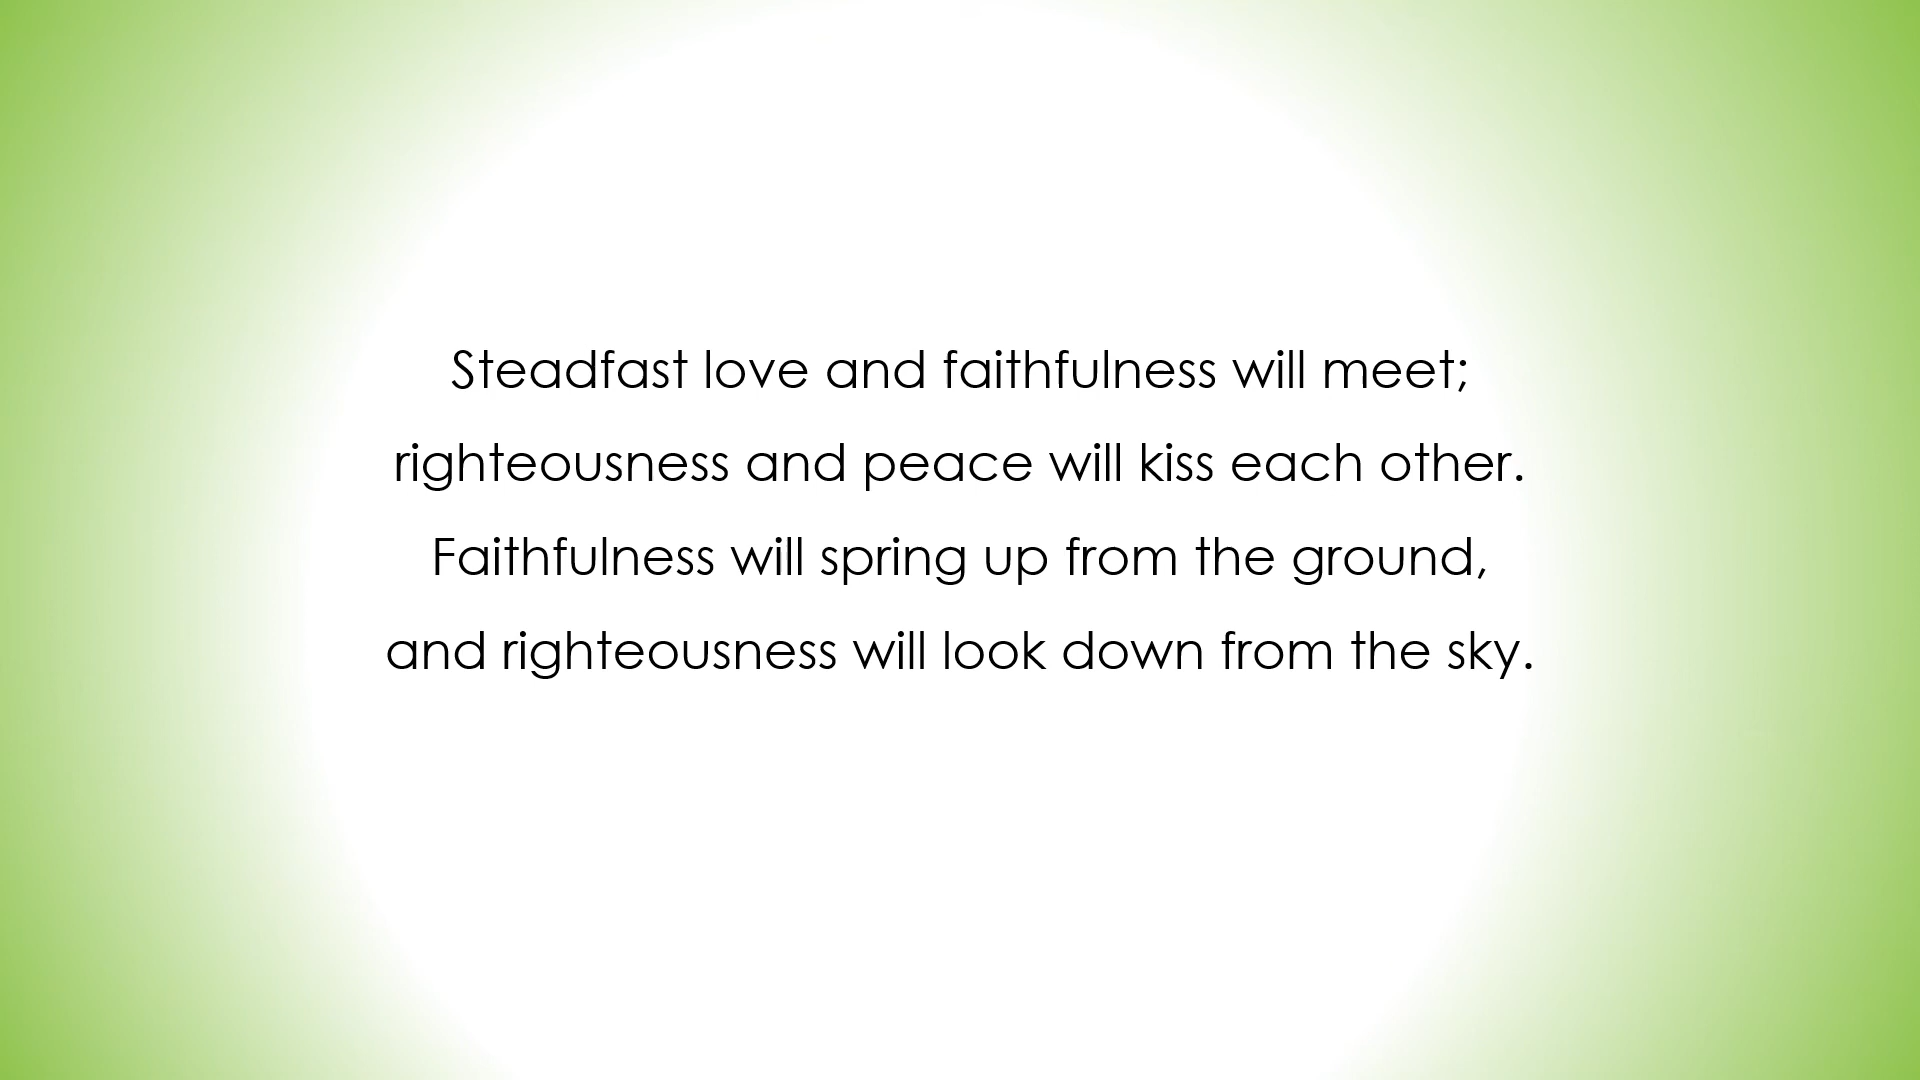 Steadfast love and faithfulness will meet;
righteousness and peace will kiss each other.
Faithfulness will spring up from the ground,
and righteousness will look down from the sky.